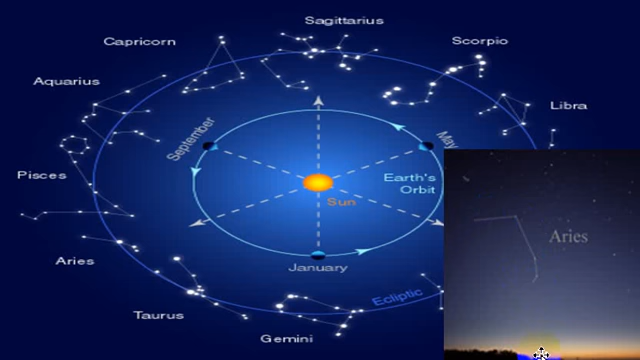 Sagittarius
Capricorn
Scorpio
Aquarius
Libra
September
May
Pisces
Earth's
Orbit
Sun
Aries
Aries
January
Ecliptic
Taurus
Gemini